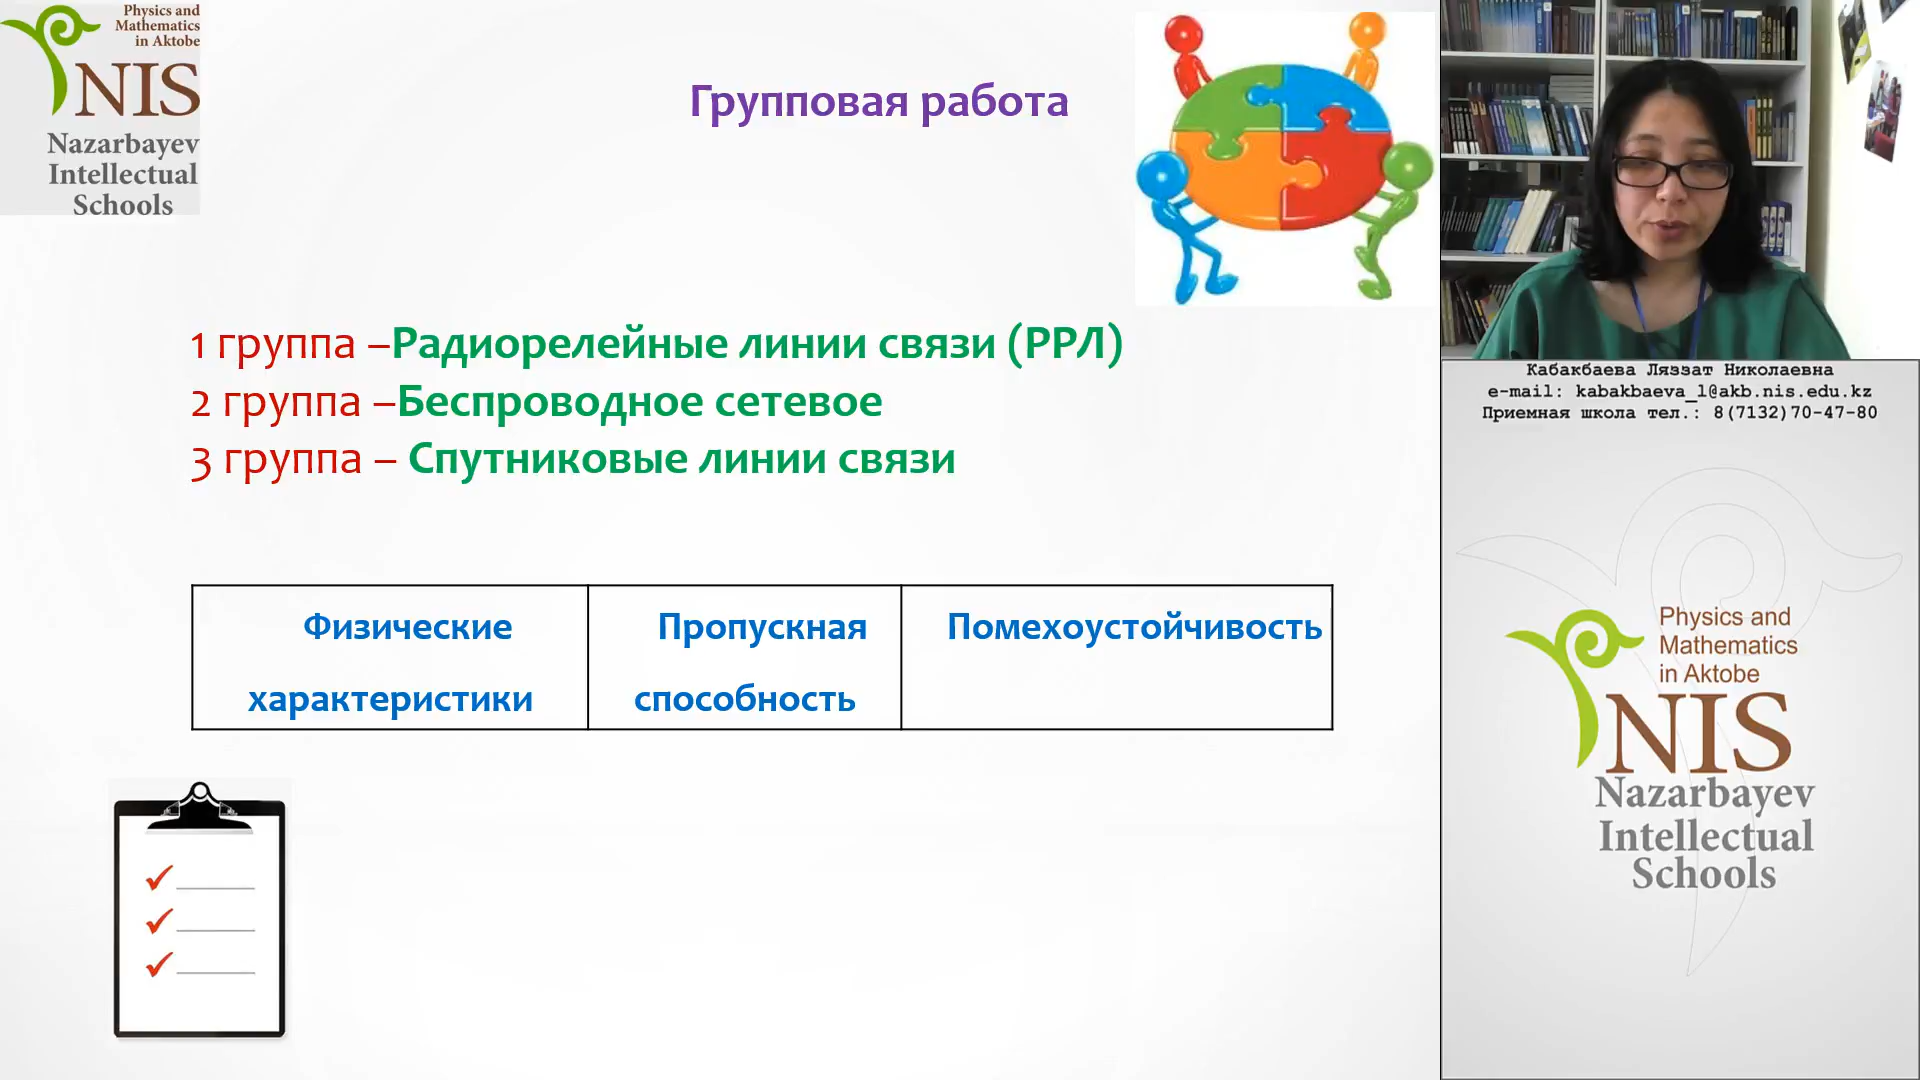 Physics and
Mathematics
in Aktobe
NIS
Nazarbayev
Intellectual
Schools
Групповая работа
1 группа –Радиорелейные линии связи (РРЛ)
2 группа –Беспроводное сетевое
3 группа – Спутниковые линии связи
Физические
характеристики
Пропускная
способность
Помехоустойчивость
Кабакбаева Ляззат Николаевна
e-mail: kabakbaeva_l@akb.nis.edu.kz
Приемная школа тел.: 8(7132)70-47-80
Physics and
Mathematics
in Aktobe
NIS
Nazarbayev
Intellectual
Schools